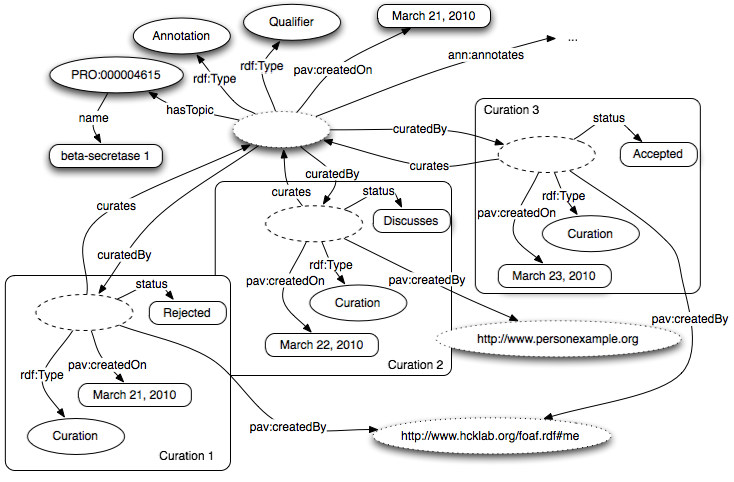 Qualifier
March 21, 2010
Annotation
...
ann:annotates
rdf:Type
pav:createdOn
PRO:000004615
rdf:Type
hasTopic
Curation 3
name
status
curatedBy
beta-secretase 1
Accepted
curates
curatedBy
curates
status
rdf:Type
curates
pav:createdOn
Discusses
Curation
curatedBy
rdf:Type
March 23, 2010
pav:createdOn
pav:createdBy
status
Curation
Rejected
pav:createdBy
http://www.personexample.org
March 22, 2010
pav:createdOn
Curation 2
rdf:Type
March 21, 2010
pav:createdBy
Curation
http://www.hcklab.org/foaf.rdf#me
Curation 1